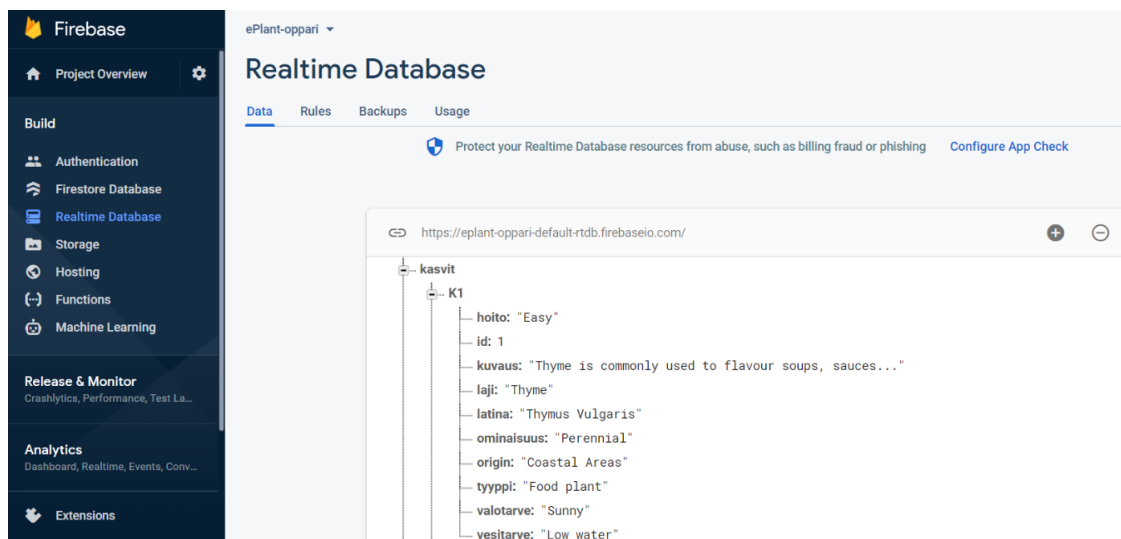 Firebase
Project Overview
Build
Authentication
Firestore Database
Realtime Database
Storage
Hosting
Functions
Machine Learning
Release & Monitor
Crashlytics, Performance, Test La...
Analytics
Dashboard, Realtime, Events, Conv...
Extensions
ePlant-oppari
Realtime Database
Data Rules Backups Usage
Protect your Realtime Database resources from abuse, such as billing fraud or phishing Configure App Check
https://eplant-oppari-default-rtdb.firebaseio.com/
kasvit
K1
hoito: "Easy"
id: 1
kuvaus: "Thyme is commonly used to flavour soups, sauces..."
laji: "Thyme"
latina: "Thymus Vulgaris"
ominaisuus: "Perennial"
origin: "Coastal Areas"
tyyppi: "Food plant"
valotarve: "Sunny"
vesitarve: "Low water"